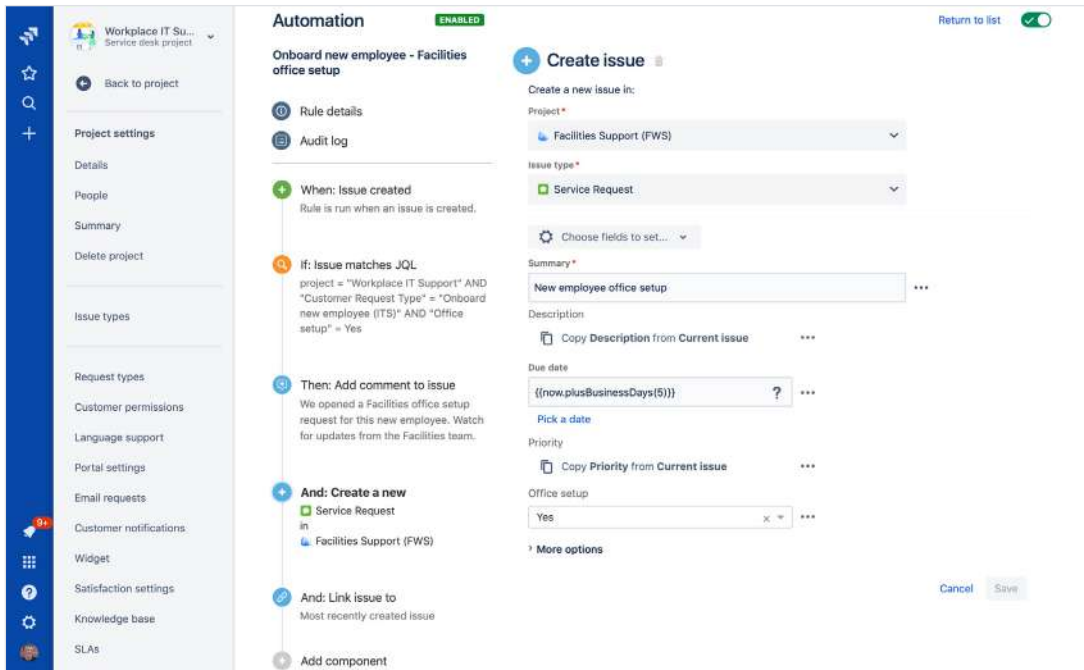 Workplace IT Su...
Service desk project
Back to project
Project settings
Details
People
Summary
Delete project
Issue types
Request types
Customer permissions
Language support
Portal settings
Email requests
Customer notifications
Widget
Satisfaction settings
Knowledge base
SLAs
9+
Automation
ENABLED
Return to list
Onboard new employee - Facilities
office setup
Rule details
Audit log
When: Issue created
Rule is run when an issue is created.
If: Issue matches JQL
project = "Workplace IT Support" AND
"Customer Request Type" = "Onboard
new employee (ITS)" AND "Office
setup" = Yes
Then: Add comment to issue
We opened a Facilities office setup
request for this new employee. Watch
for updates from the Facilities team.
And: Create a new
Service Request
in
Facilities Support (FWS)
And: Link issue to
Most recently created issue
Add component
Create issue
Create a new issue in:
Project*
Facilities Support (FWS)
Issue type*
Service Request
Choose fields to set...
Summary*
New employee office setup
Description
Copy Description from Current issue
Due date
{{now.plusBusinessDays(5)}}
?
Pick a date
Priority
Copy Priority from Current issue
Office setup
Yes
More options
Cancel
Save